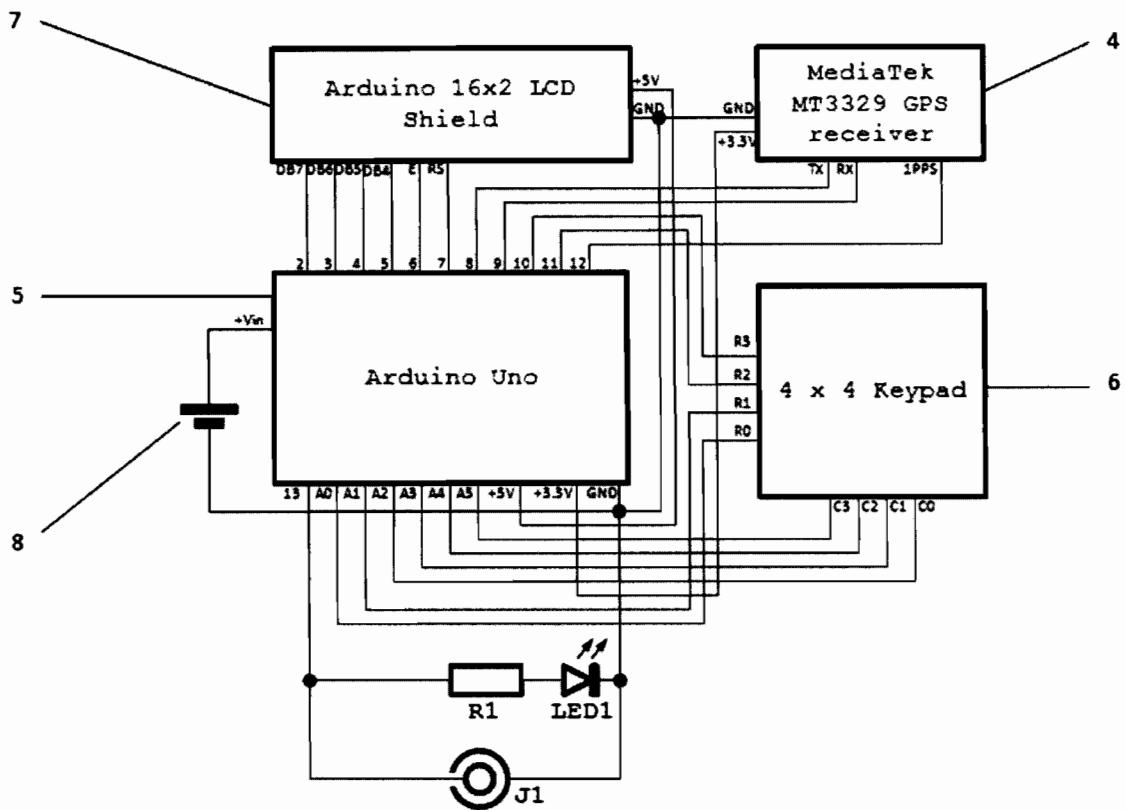 7
4
Arduino 16x2 LCD
Shield
+5V
GND
MediaTek
MT3329 GPS
receiver
GND
+3.3V
DB7 DB6 DB5 DB4 E RS
TX RX 1PPS
2 3 4 5 6 7 8 9 10 11 12
5
+Vin
Arduino Uno
R3
R2
R1
R0
4 x 4 Keypad
6
8
13 A0 A1 A2 A3 A4 A5 +5V +3.3V GND
C3 C2 C1 C0
R1
LED1
J1